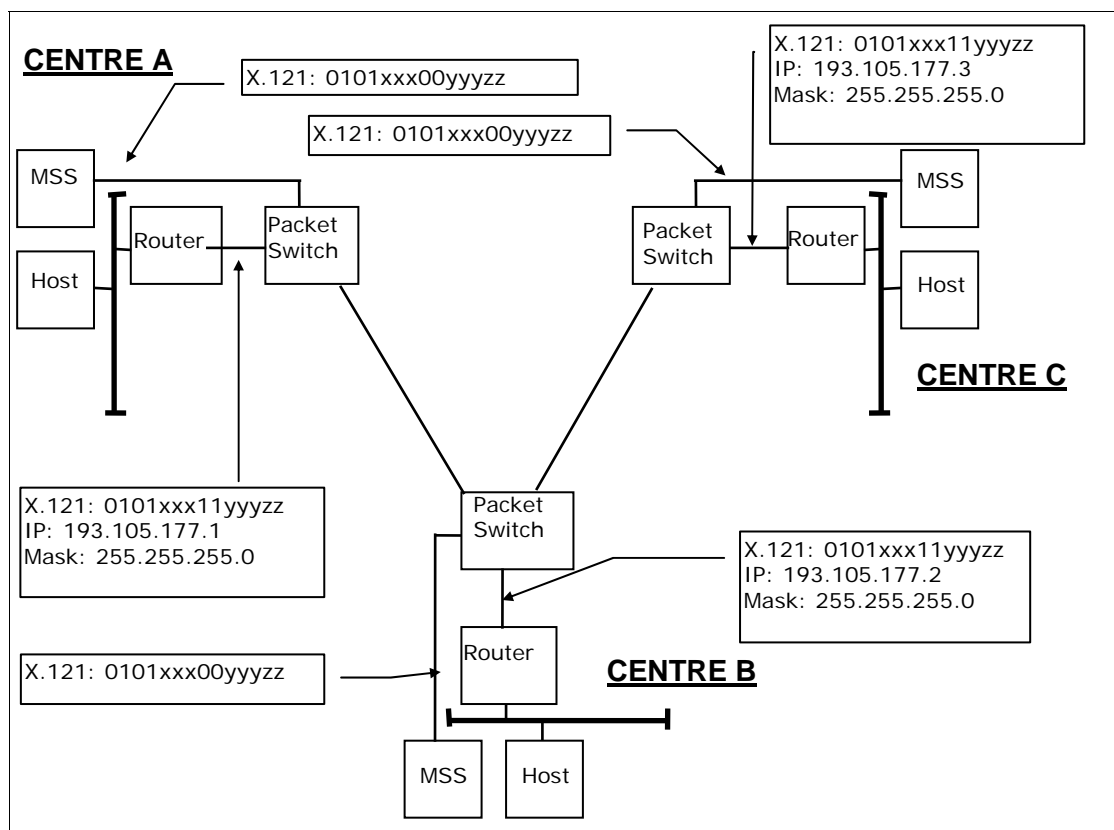 CENTRE A
X.121: 0101xxx00yyyzz
X.121: 0101xxx00yyyzz
X.121: 0101xxx11yyyzz
IP: 193.105.177.3
Mask: 255.255.255.0
MSS
Router
Packet
Switch
Host
Packet
Switch
Router
MSS
Host
CENTRE C
X.121: 0101xxx11yyyzz
IP: 193.105.177.1
Mask: 255.255.255.0
Packet
Switch
X.121: 0101xxx11yyyzz
IP: 193.105.177.2
Mask: 255.255.255.0
X.121: 0101xxx00yyyzz
Router
CENTRE B
MSS
Host